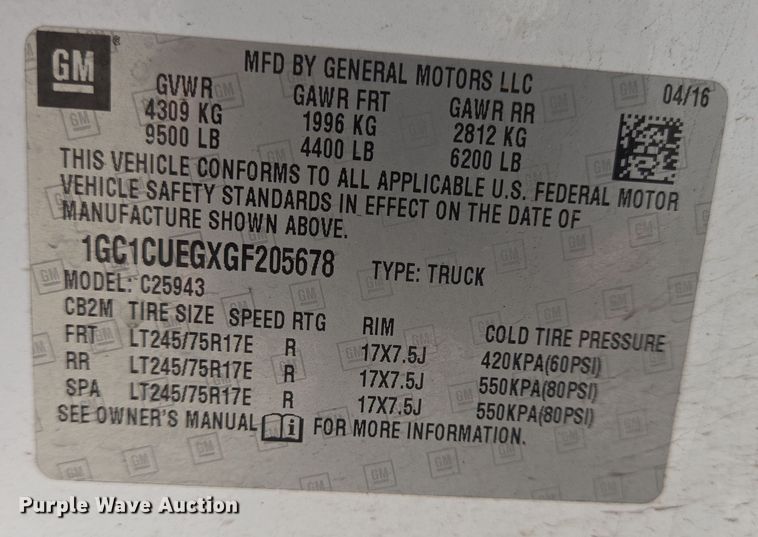 GM ®
MFD BY GENERAL MOTORS LLC
04/16
GVWR GAWR FRT GAWR RR
4309 KG 1996 KG 2812 KG
9500 LB 4400 LB 6200 LB
THIS VEHICLE CONFORMS TO ALL APPLICABLE U.S. FEDERAL MOTOR
VEHICLE SAFETY STANDARDS IN EFFECT ON THE DATE OF
MANUFACTURE SHOWN ABOVE.
1GC1CUEGXGF205678 TYPE: TRUCK
MODEL: C25943
CB2M TIRE SIZE SPEED RTG RIM COLD TIRE PRESSURE
FRT LT245/75R17E R 17X7.5J 420KPA(60PSI)
RR LT245/75R17E R 17X7.5J 550KPA(80PSI)
SPA LT245/75R17E R 17X7.5J 550KPA(80PSI)
SEE OWNER'S MANUAL i FOR MORE INFORMATION.
Purple Wave Auction